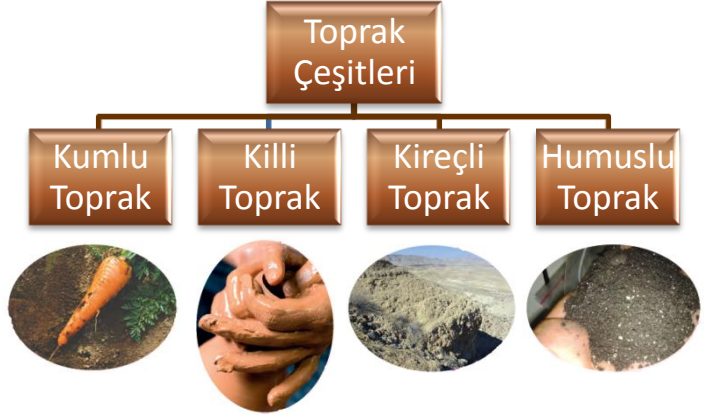 Toprak
Çeşitleri
Kumlu
Toprak
Killi
Toprak
Kireçli
Toprak
Humuslu
Toprak